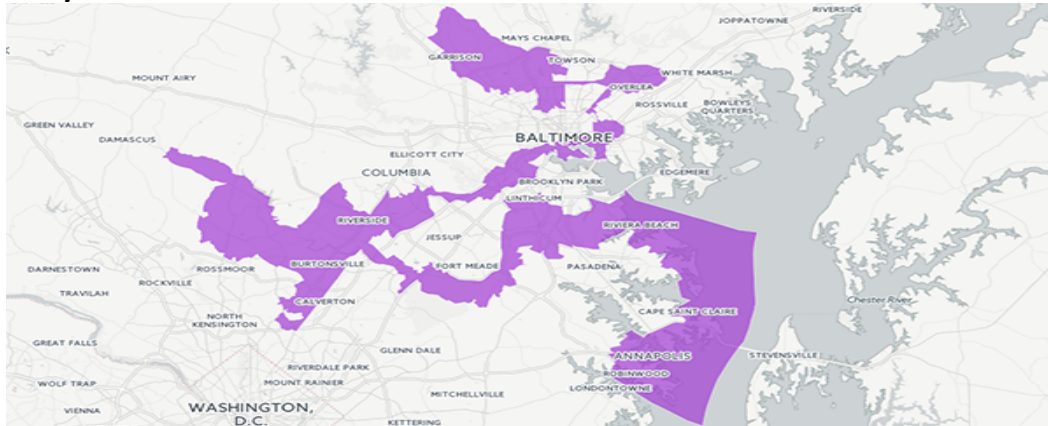 RIVERSIDE
JOPPATOWNE
MAYS CHAPEL
GARRISON
TOWSON
WHITE MARSH
MOUNT AIRY
OVERLEA
ROSSVILLE
BOWLEYS
QUARTERS
GREEN VALLEY
DAMASCUS
BALTIMORE
ELLICOTT CITY
COLUMBIA
EDGEMERE
BROOKLYN PARK
LINTHICUM
RIVERSIDE
RIVIERA BEACH
JESSUP
BURTONSVILLE
FORT MEADE
PASADENA
DARNESTOWN
ROSSMOOR
ROCKVILLE
TRAVILAH
CALVERTON
Chester River
CAPE SAINT CLAIRE
NORTH
KENSINGTON
GREAT FALLS
GLENN DALE
ANNAPOLIS
STEVENSVILLE
RIVERDALE PARK
ROBINWOOD
WOLF TRAP
MOUNT RAINIER
LONDONTOWNE
MITCHELLVILLE
VIENNA
WASHINGTON,
D.C.
KETTERING